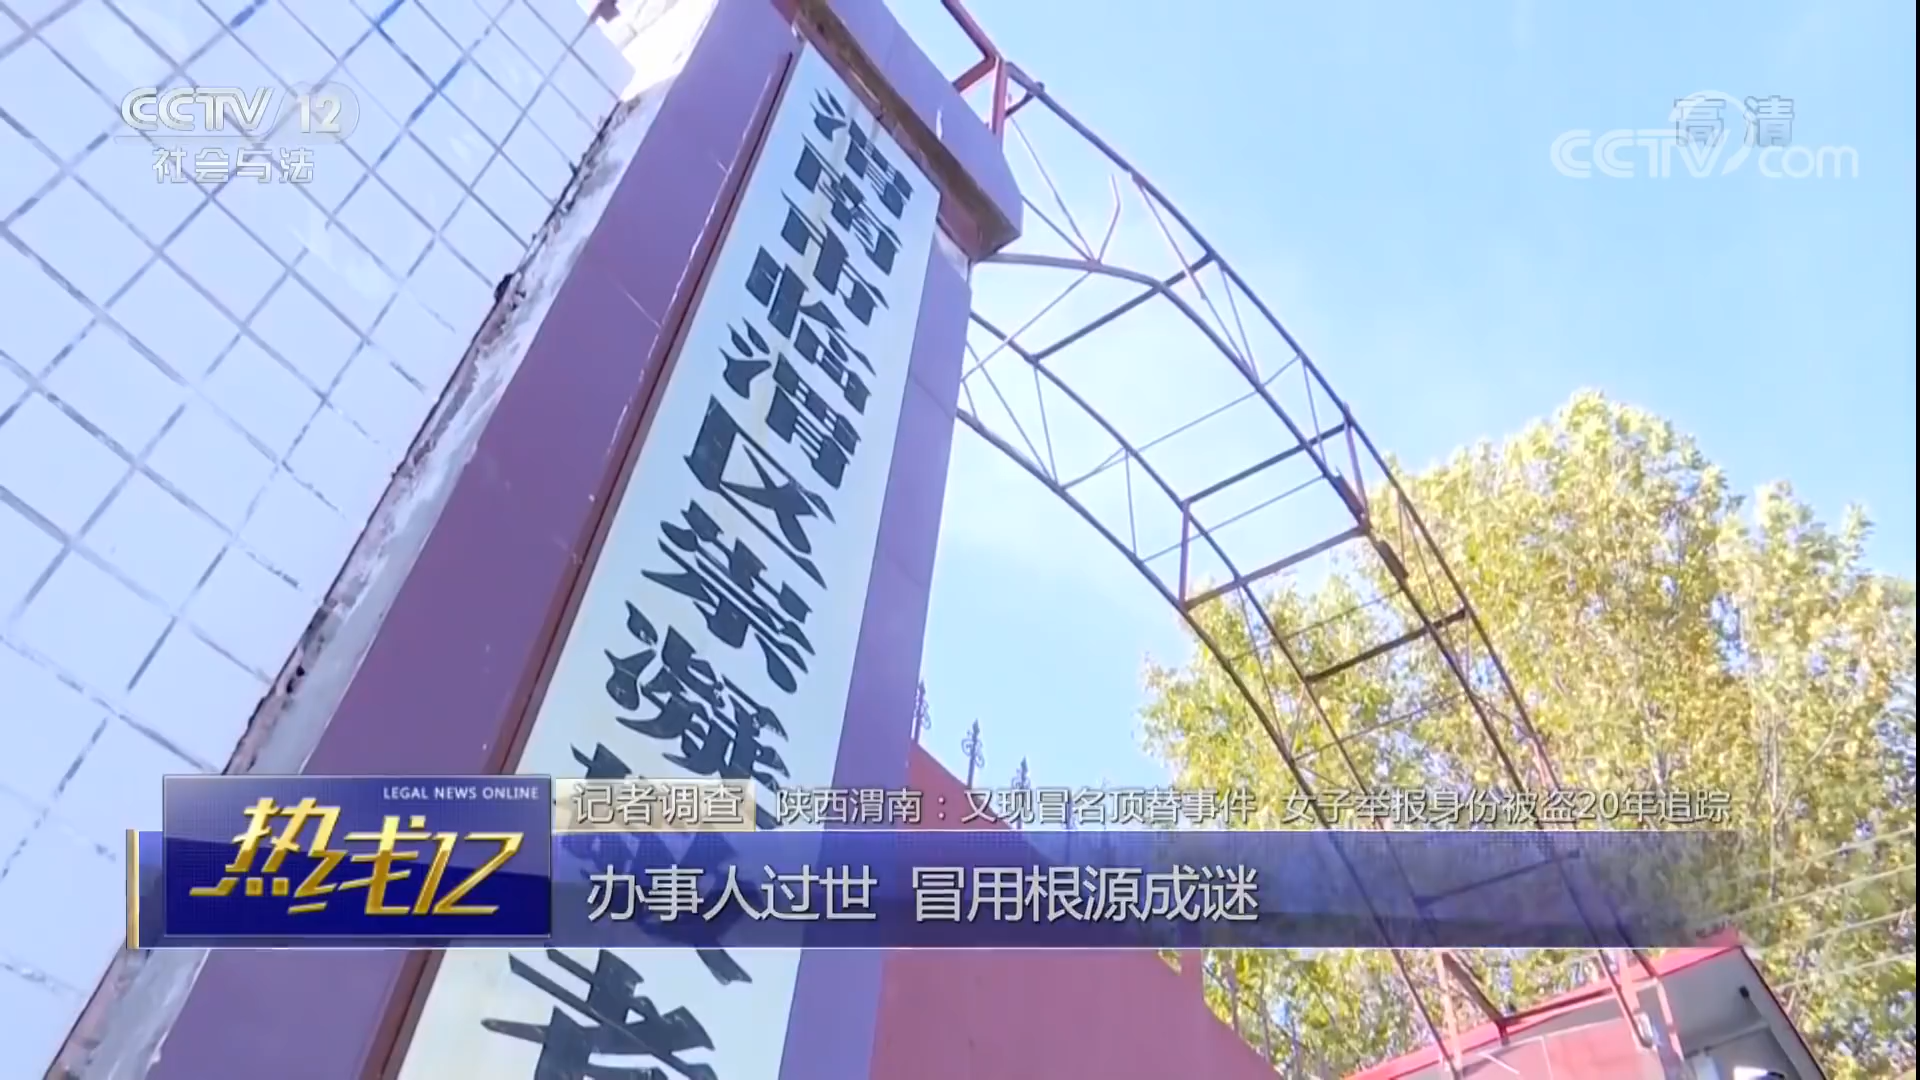 CCTV 12
社会与法
高清
CCTV.com
渭南市临渭区崇凝敬老
LEGAL NEWS ONLINE
热线12
记者调查 陕西渭南：又现冒名顶替事件 女子举报身份被盗20年追踪
办事人过世 冒用根源成谜